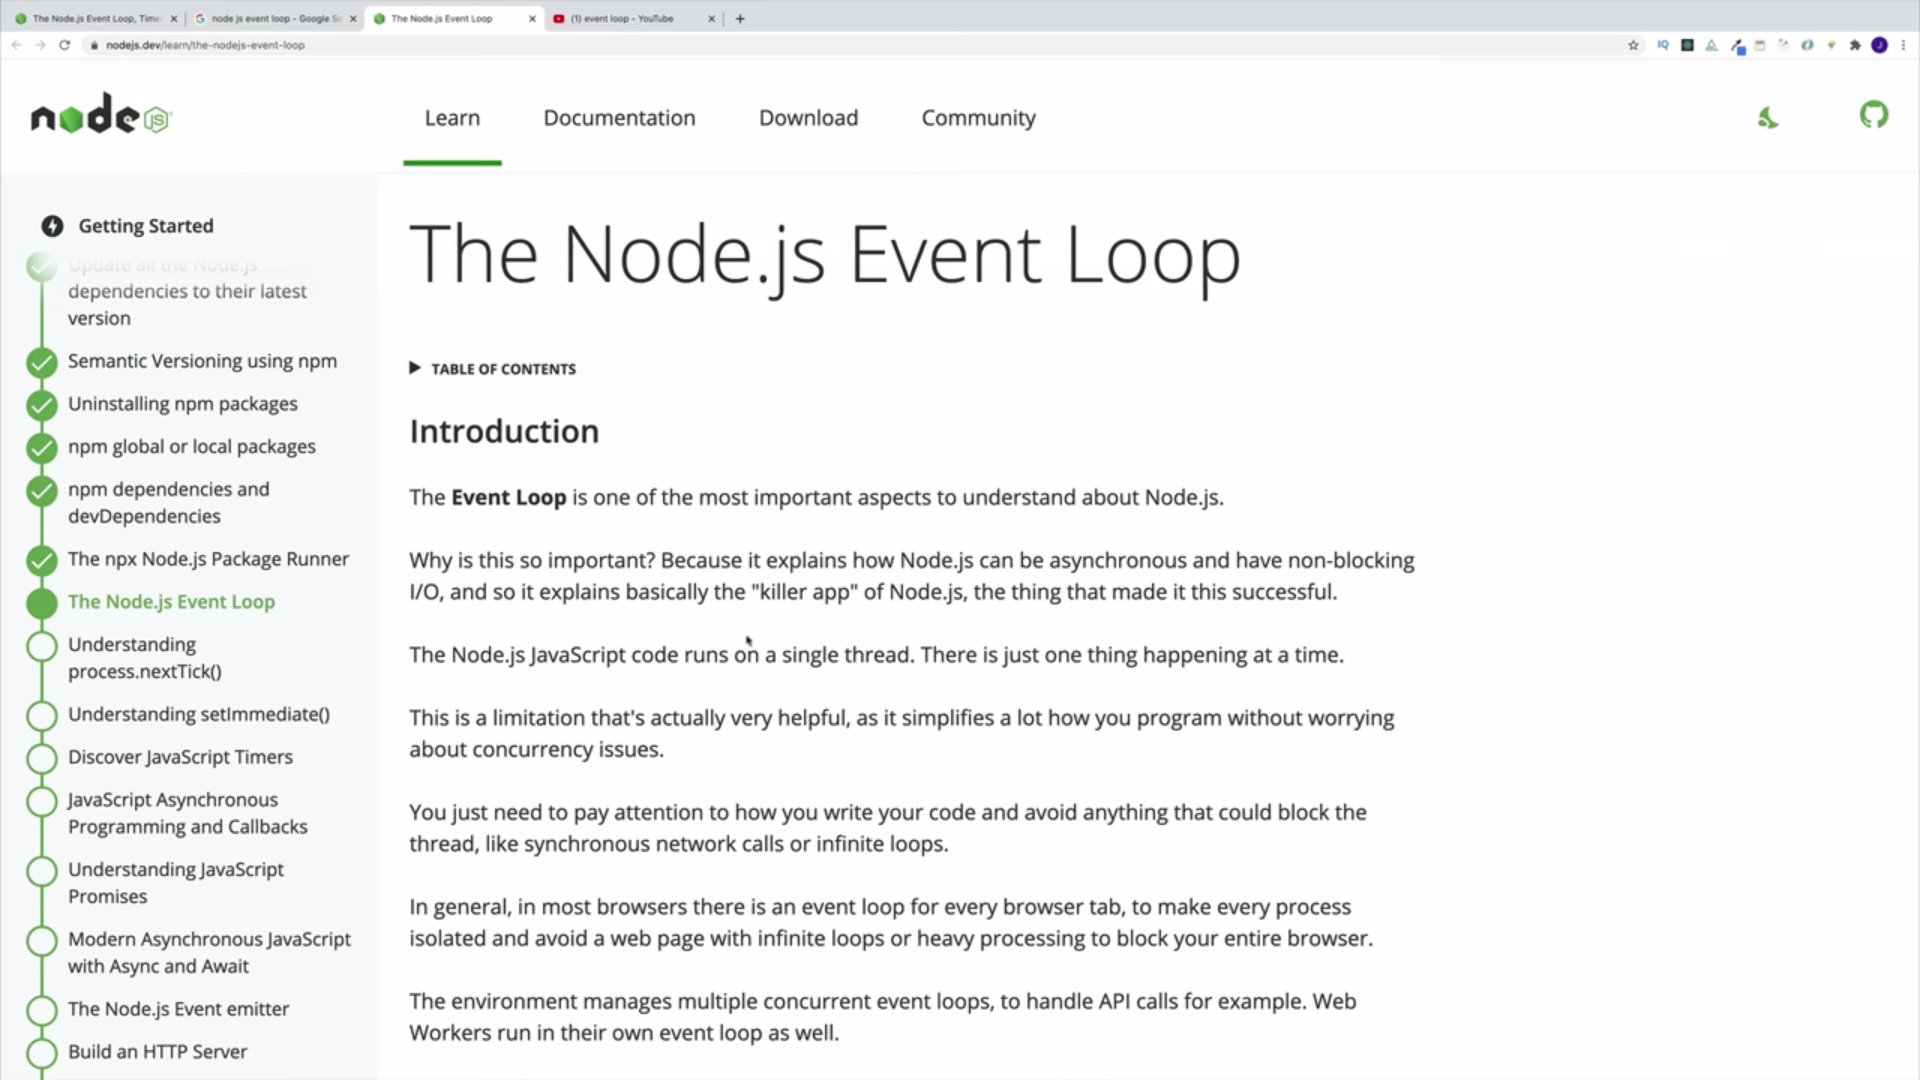 The Node.js Event Loop, Time
node js event loop - Google Se
The Node.js Event Loop
(1) event loop - YouTube
nodejs.dev/learn/the-nodejs-event-loop
IQ
J
node JS
Learn
Documentation
Download
Community
Getting Started
Update all the Node.js
dependencies to their latest
version
Semantic Versioning using npm
Uninstalling npm packages
npm global or local packages
npm dependencies and
devDependencies
The npx Node.js Package Runner
The Node.js Event Loop
Understanding
process.nextTick()
Understanding setImmediate()
Discover JavaScript Timers
JavaScript Asynchronous
Programming and Callbacks
Understanding JavaScript
Promises
Modern Asynchronous JavaScript
with Async and Await
The Node.js Event emitter
Build an HTTP Server
The Node.js Event Loop
TABLE OF CONTENTS
Introduction
The Event Loop is one of the most important aspects to understand about Node.js.
Why is this so important? Because it explains how Node.js can be asynchronous and have non-blocking
I/O, and so it explains basically the "killer app" of Node.js, the thing that made it this successful.
The Node.js JavaScript code runs on a single thread. There is just one thing happening at a time.
This is a limitation that's actually very helpful, as it simplifies a lot how you program without worrying
about concurrency issues.
You just need to pay attention to how you write your code and avoid anything that could block the
thread, like synchronous network calls or infinite loops.
In general, in most browsers there is an event loop for every browser tab, to make every process
isolated and avoid a web page with infinite loops or heavy processing to block your entire browser.
The environment manages multiple concurrent event loops, to handle API calls for example. Web
Workers run in their own event loop as well.